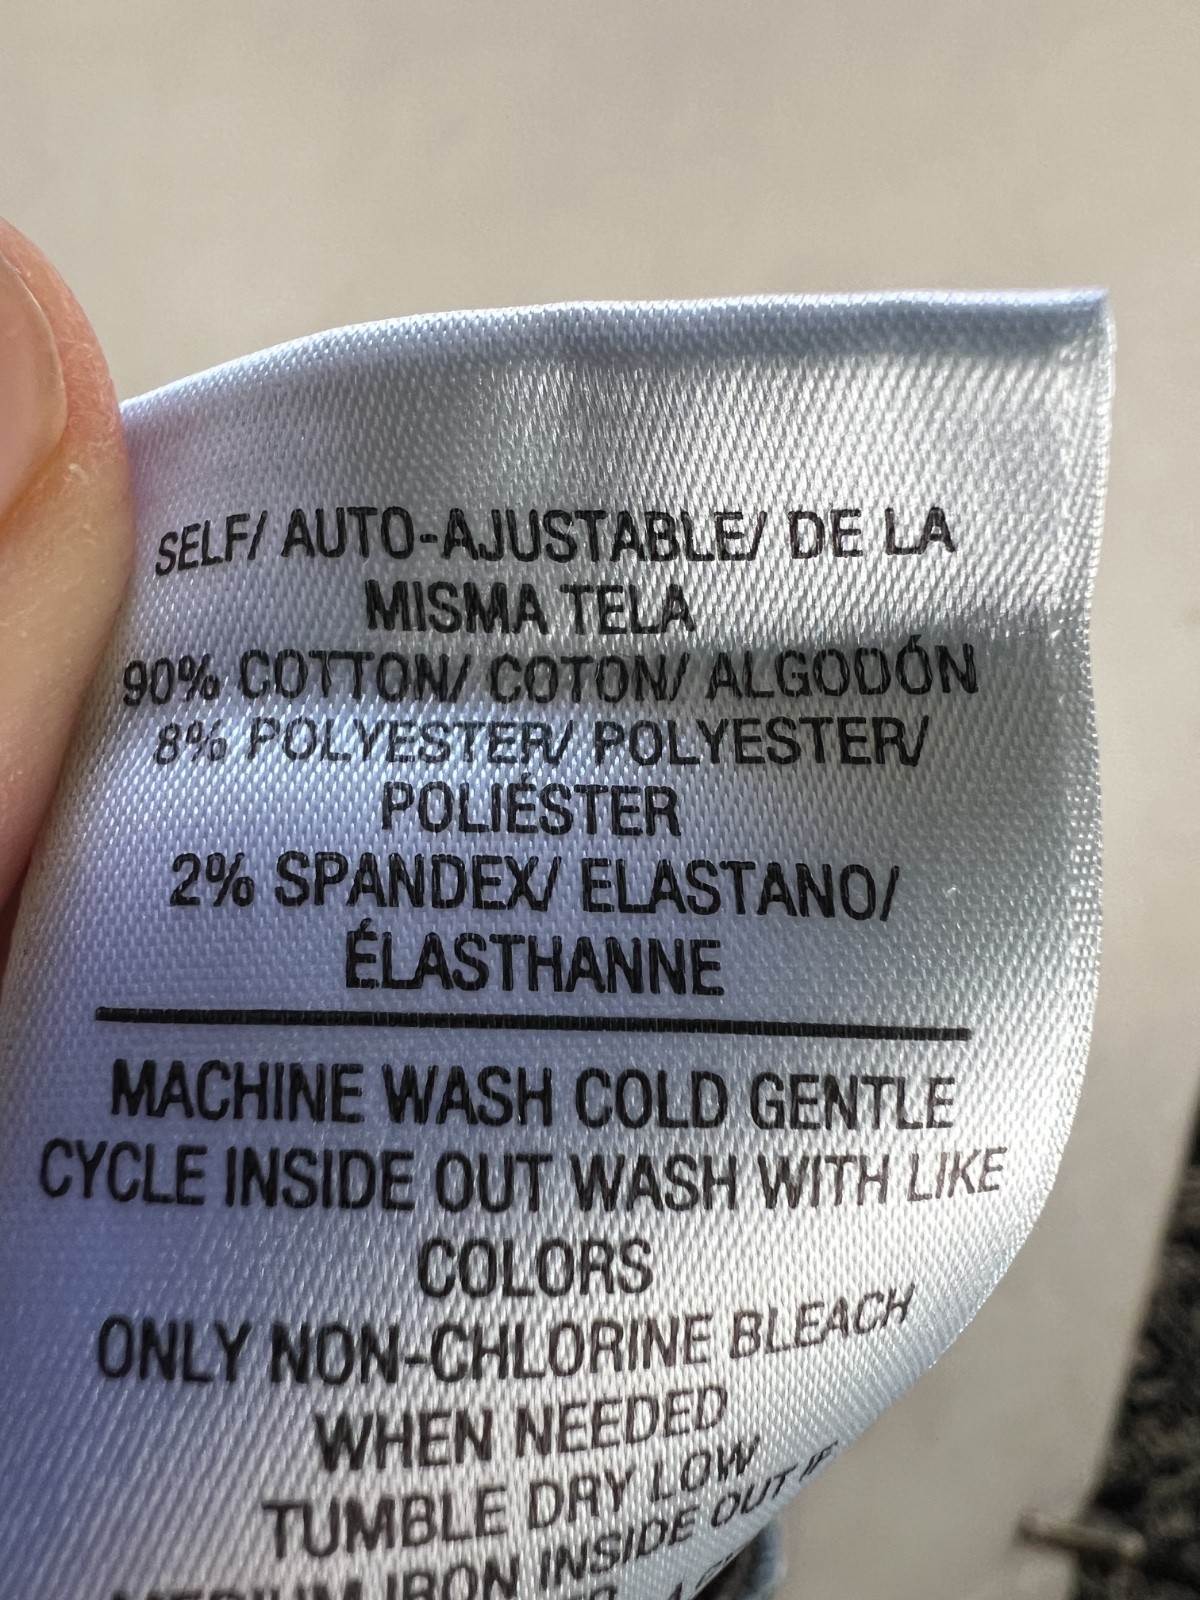 SELF/ AUTO-AJUSTABLE/ DE LA
MISMA TELA
90% COTTON/ COTON/ ALGODÓN
8% POLYESTER/ POLYESTER/
POLIÉSTER
2% SPANDEX/ ELASTANO/
ÉLASTHANNE
MACHINE WASH COLD GENTLE
CYCLE INSIDE OUT WASH WITH LIKE
COLORS
ONLY NON-CHLORINE BLEACH
WHEN NEEDED
TUMBLE DRY LOW
MEDIUM IRON INSIDE OUT IF